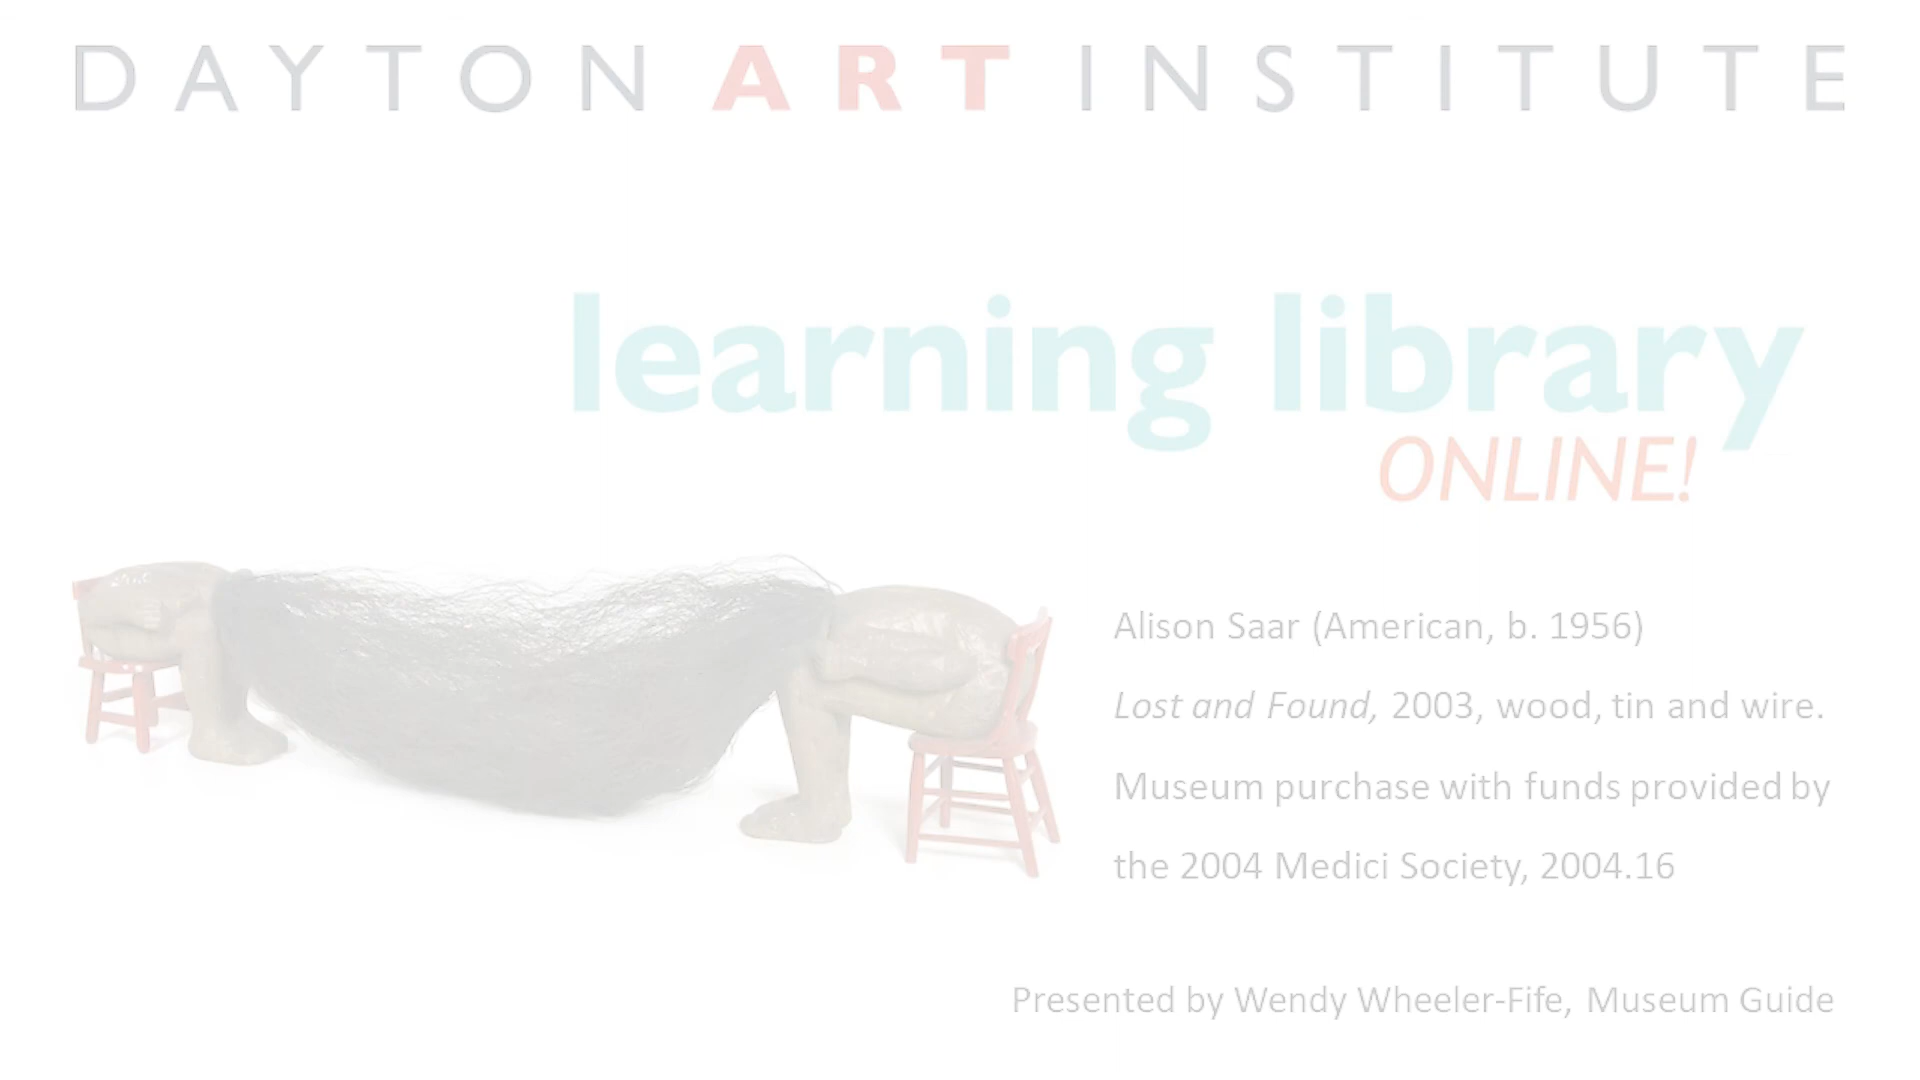 DAYTON ART INSTITUTE
learning library
ONLINE!
Alison Saar (American, b. 1956)
Lost and Found, 2003, wood, tin and wire.
Museum purchase with funds provided by
the 2004 Medici Society, 2004.16
Presented by Wendy Wheeler-Fife, Museum Guide